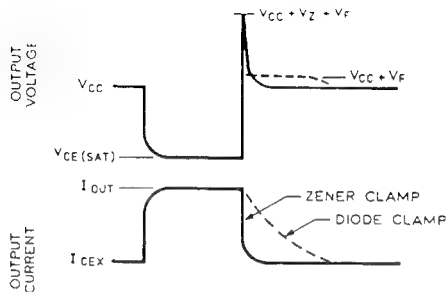 VCC + VZ + VF
OUTPUT
VOLTAGE
VCC
VCC + VF
VCE(SAT)
IOUT
ZENER CLAMP
DIODE CLAMP
OUTPUT
CURRENT
ICEX